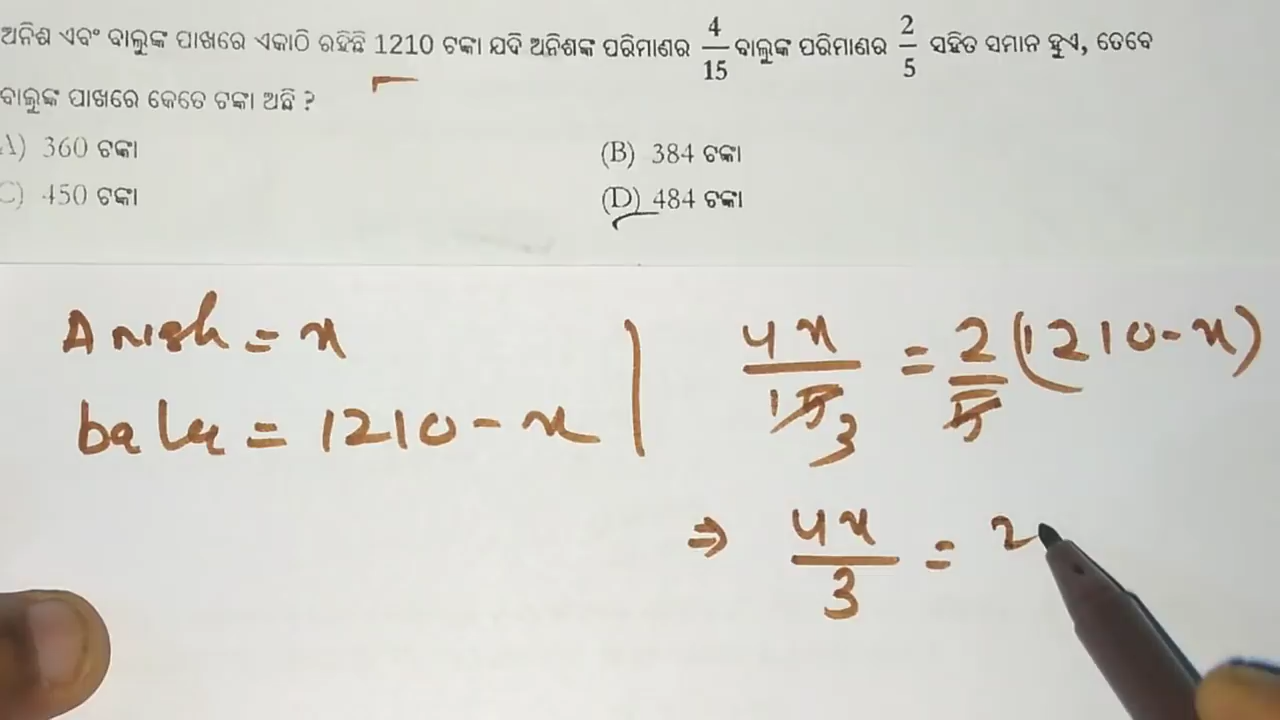 ଅନିଶ ଏବଂ ବାଲୁଙ୍କ ପାଖରେ ଏକାଠି ରହିଛି 1210 ଟଙ୍କା ଯଦି ଅନିଶଙ୍କ ପରିମାଣର 4/15 ବାଲୁଙ୍କ ପରିମାଣର 2/5 ସହିତ ସମାନ ହୁଏ, ତେବେ
ବାଲୁଙ୍କ ପାଖରେ କେତେ ଟଙ୍କା ଅଛି ?
A) 360 ଟଙ୍କା (B) 384 ଟଙ୍କା
C) 450 ଟଙ୍କା (D) 484 ଟଙ୍କା
Anish = x
balu = 1210 - x
4x/15 3 = 2/5 (1210 - x)
⇒ 4x/3 = 2